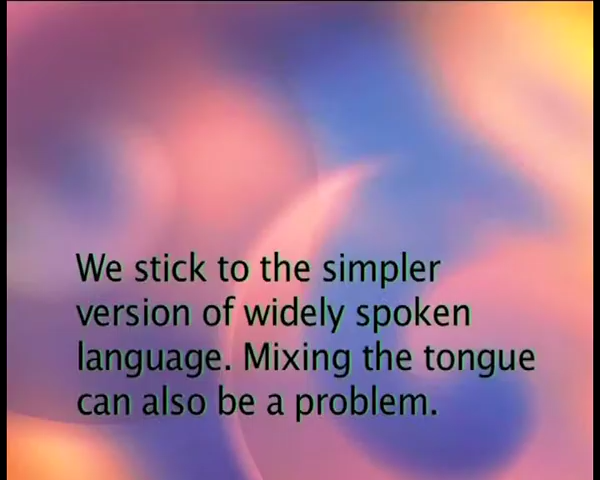 We stick to the simpler
version of widely spoken
language. Mixing the tongue
can also be a problem.